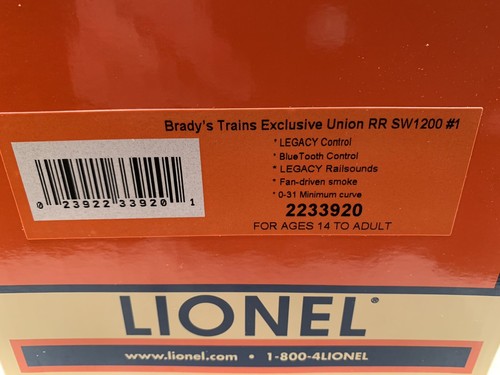 Brady's Trains Exclusive Union RR SW1200 #1
* LEGACY Control
* BlueTooth Control
* LEGACY Railsounds
* Fan-driven smoke
* 0-31 Minimum curve
0 23922 33920 1
2233920
FOR AGES 14 TO ADULT
LIONEL®
www.lionel.com • 1-800-4LIONEL